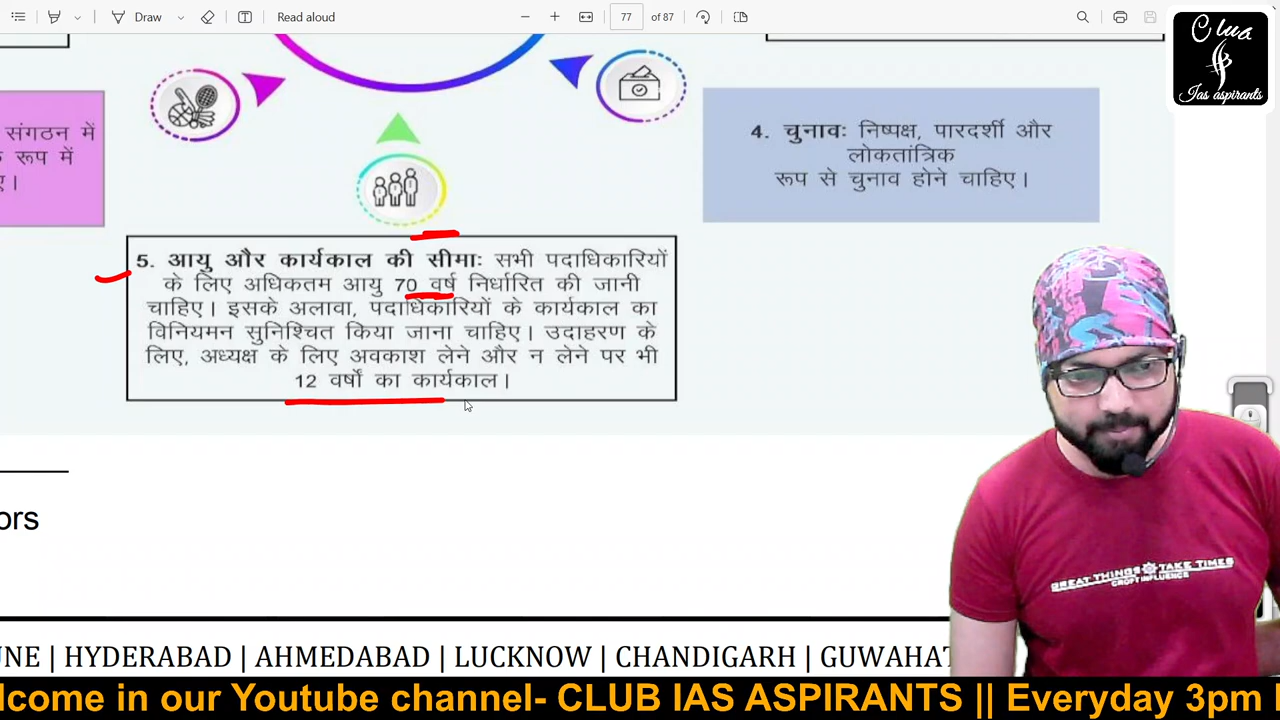 Draw
Read aloud
77
of 87
Club
Ias aspirants
संगठन में
रूप में
4. चुनावः निष्पक्ष, पारदर्शी और
लोकतांत्रिक
रूप से चुनाव होने चाहिए।
5. आयु और कार्यकाल की सीमाः सभी पदाधिकारियों
के लिए अधिकतम आयु 70 वर्ष निर्धारित की जानी
चाहिए। इसके अलावा, पदाधिकारियों के कार्यकाल का
विनियमन सुनिश्चित किया जाना चाहिए। उदाहरण के
लिए, अध्यक्ष के लिए अवकाश लेने और न लेने पर भी
12 वर्षों का कार्यकाल।
ors
GREAT THINGS TAKE TIMES
UNE | HYDERABAD | AHMEDABAD | LUCKNOW | CHANDIGARH | GUWAHAT
lcome in our Youtube channel- CLUB IAS ASPIRANTS || Everyday 3pm